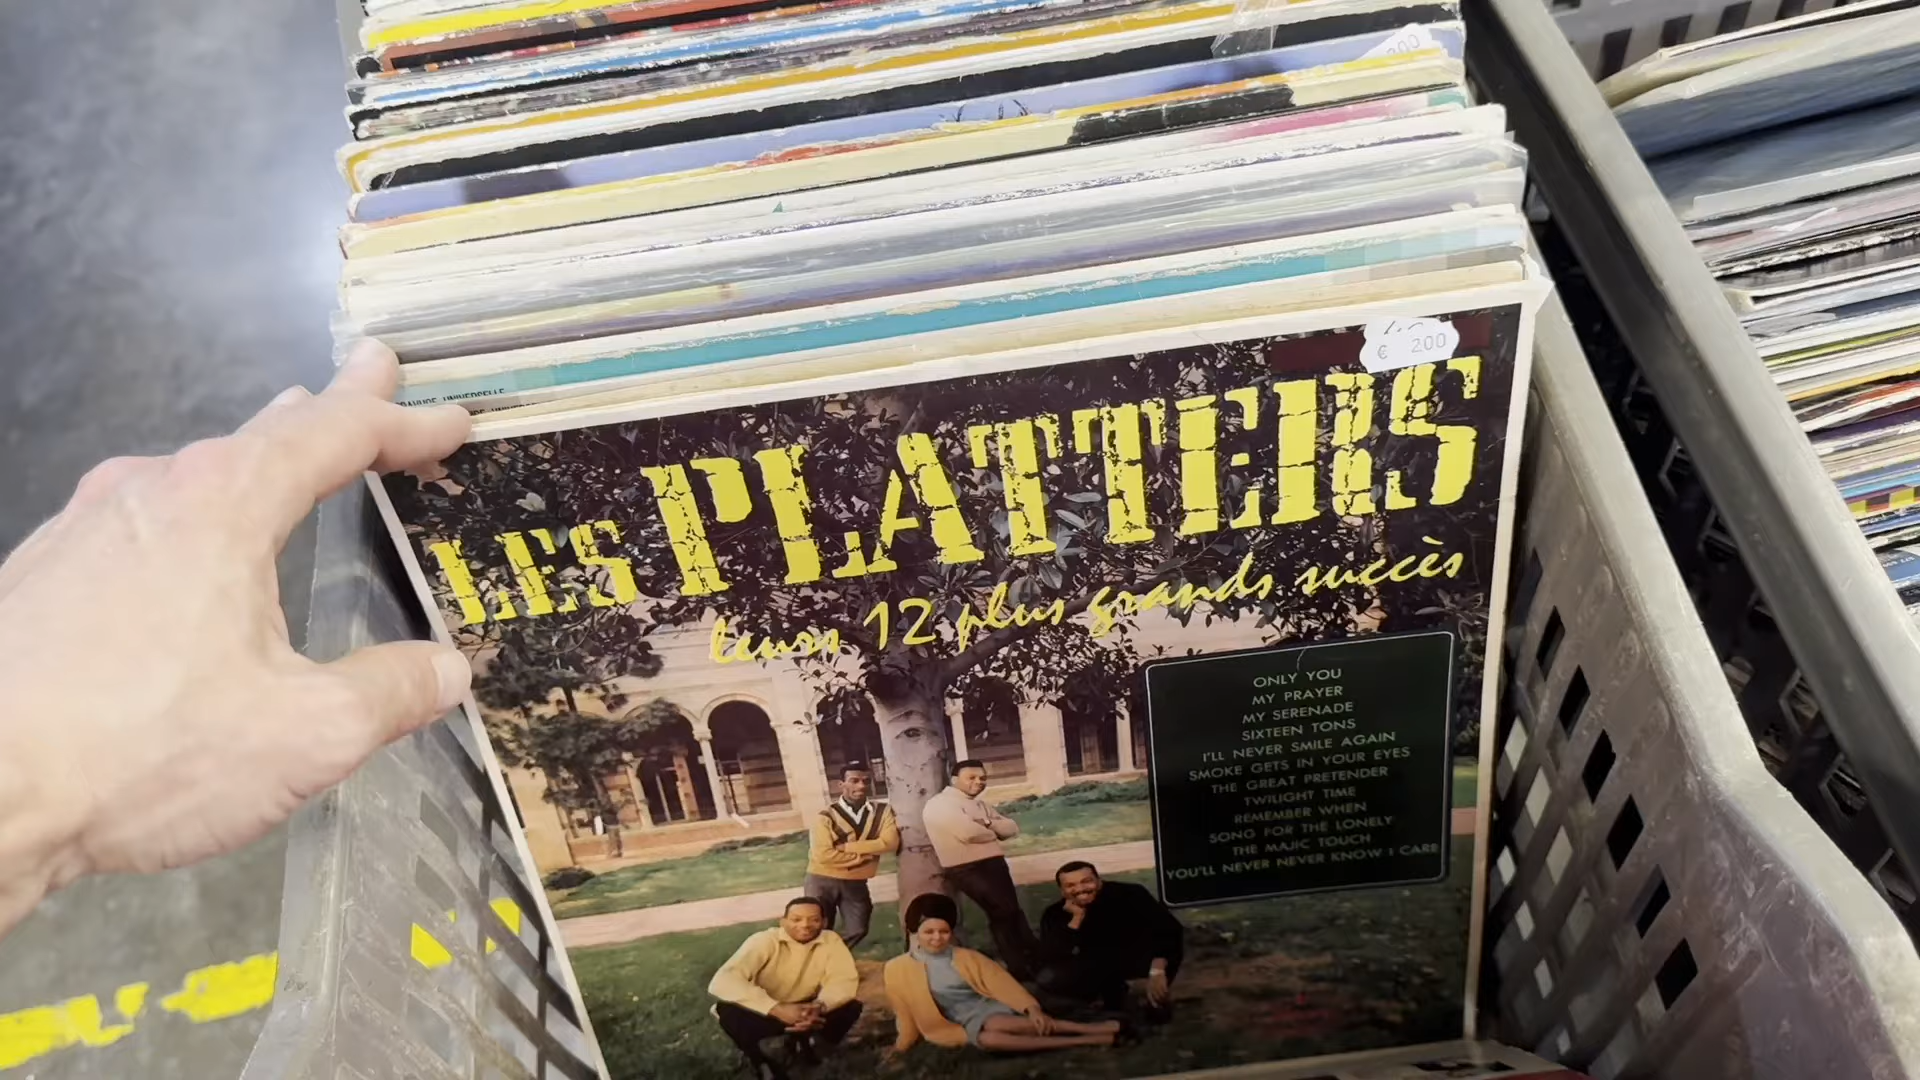 200
€ 200
LES PLATTERS
leurs 12 plus grands succès
ONLY YOU
MY PRAYER
MY SERENADE
SIXTEEN TONS
I'LL NEVER SMILE AGAIN
SMOKE GETS IN YOUR EYES
THE GREAT PRETENDER
TWILIGHT TIME
REMEMBER WHEN
SONG FOR THE LONELY
THE MAJIC TOUCH
YOU'LL NEVER NEVER KNOW I CARE